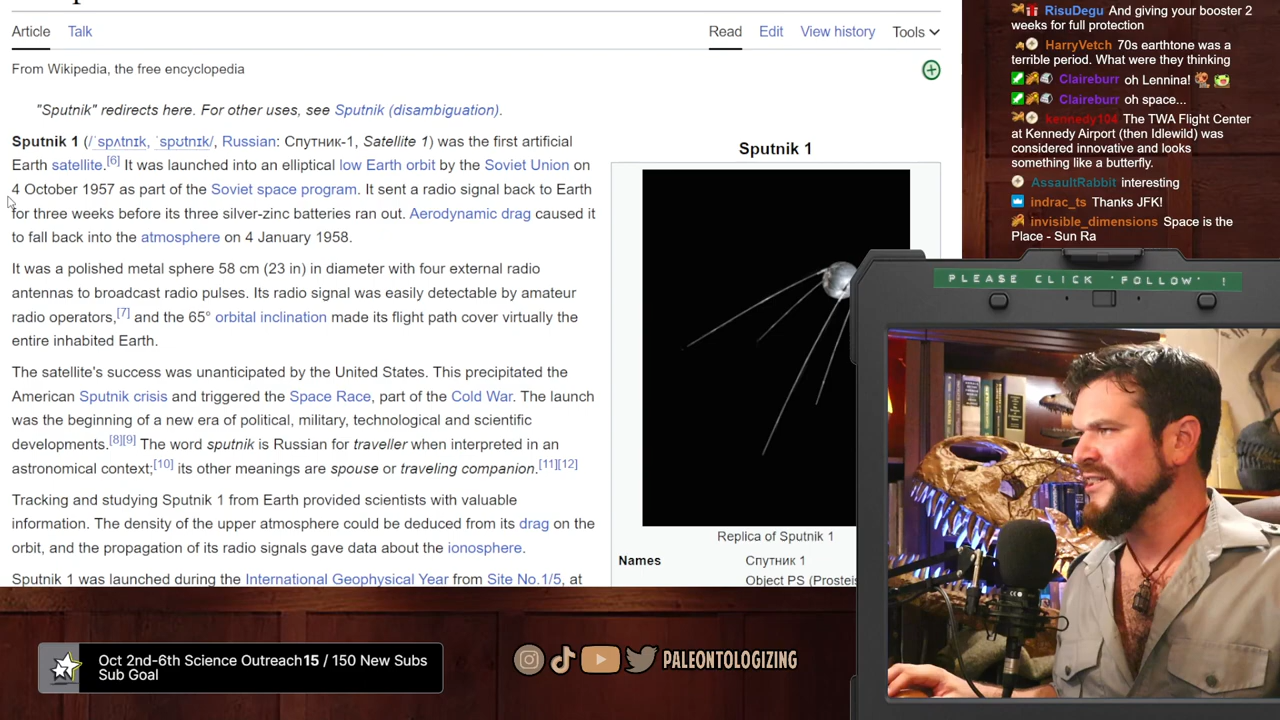 Article
Talk
Read
Edit
View history
Tools
From Wikipedia, the free encyclopedia
"Sputnik" redirects here. For other uses, see Sputnik (disambiguation).
Sputnik 1 (/ˈspʌtnɪk, ˈspʊtnɪk/, Russian: Спутник-1, Satellite 1) was the first artificial
Earth satellite.[6] It was launched into an elliptical low Earth orbit by the Soviet Union on
4 October 1957 as part of the Soviet space program. It sent a radio signal back to Earth
for three weeks before its three silver-zinc batteries ran out. Aerodynamic drag caused it
to fall back into the atmosphere on 4 January 1958.
It was a polished metal sphere 58 cm (23 in) in diameter with four external radio
antennas to broadcast radio pulses. Its radio signal was easily detectable by amateur
radio operators,[7] and the 65° orbital inclination made its flight path cover virtually the
entire inhabited Earth.
The satellite's success was unanticipated by the United States. This precipitated the
American Sputnik crisis and triggered the Space Race, part of the Cold War. The launch
was the beginning of a new era of political, military, technological and scientific
developments.[8][9] The word sputnik is Russian for traveller when interpreted in an
astronomical context;[10] its other meanings are spouse or traveling companion.[11][12]
Tracking and studying Sputnik 1 from Earth provided scientists with valuable
information. The density of the upper atmosphere could be deduced from its drag on the
orbit, and the propagation of its radio signals gave data about the ionosphere.
Sputnik 1 was launched during the International Geophysical Year from Site No.1/5, at
Sputnik 1
Replica of Sputnik 1
Names
Спутник 1
Object PS (Prosteis
RisuDegu And giving your booster 2
weeks for full protection
HarryVetch 70s earthtone was a
terrible period. What were they thinking
Claireburr oh Lennina!
Claireburr oh space...
kennedy104 The TWA Flight Center
at Kennedy Airport (then Idlewild) was
considered innovative and looks
something like a butterfly.
AssaultRabbit interesting
indrac_ts Thanks JFK!
invisible_dimensions Space is the
Place - Sun Ra
PLEASE CLICK 'FOLLOW' !
Oct 2nd-6th Science Outreach 15 / 150 New Subs
Sub Goal
PALEONTOLOGIZING